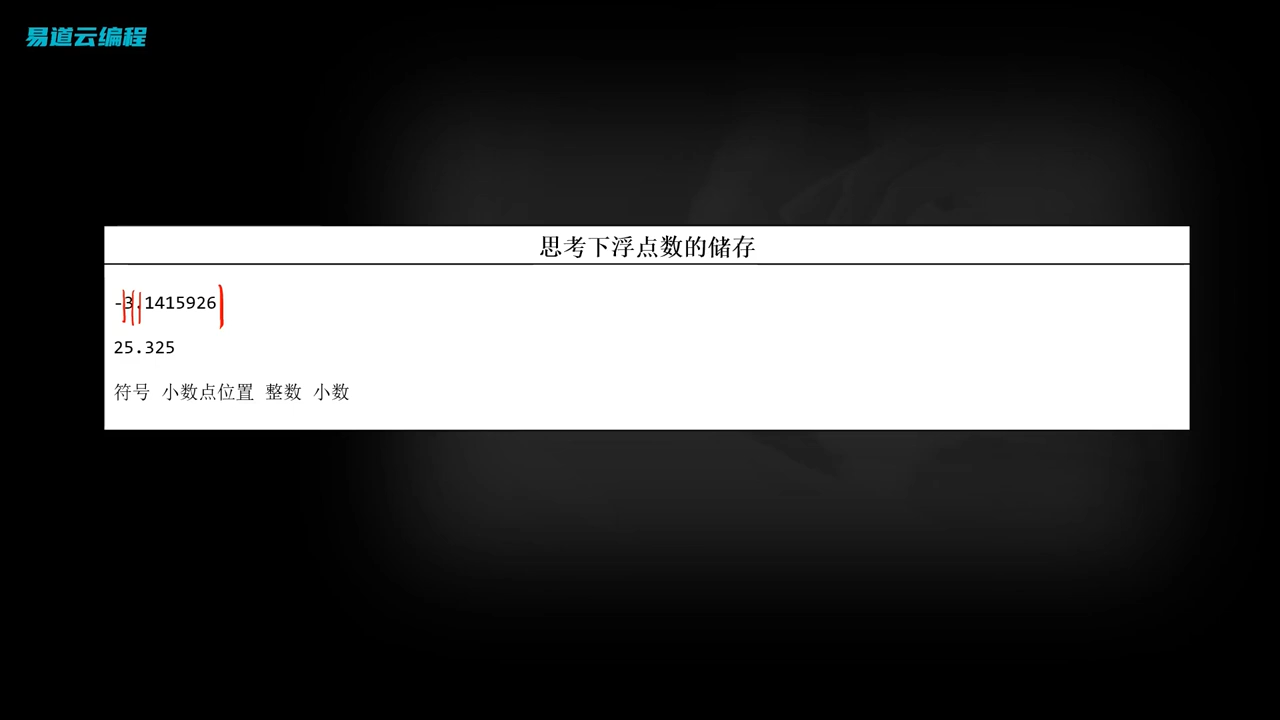 易道云编程
思考下浮点数的储存
-3.1415926
25.325
符号 小数点位置 整数 小数